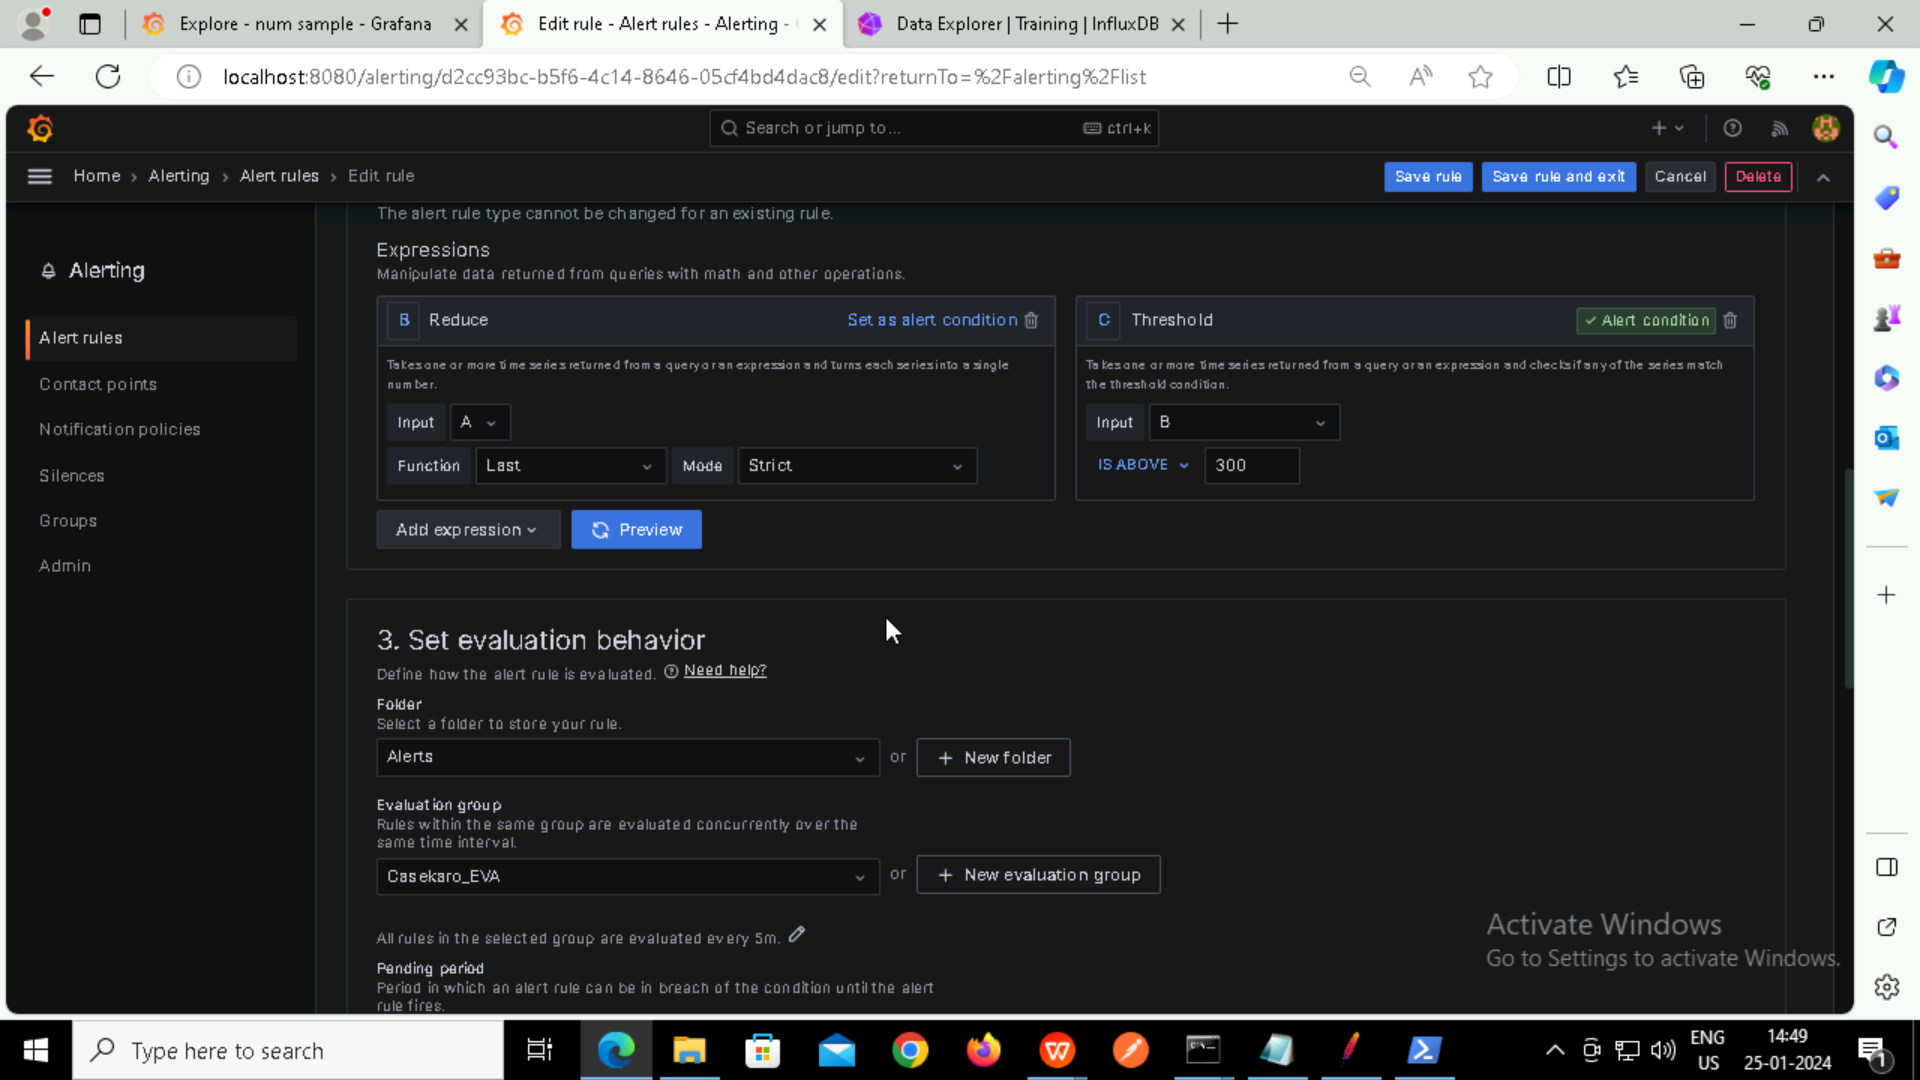 Explore - num sample - Grafana
Edit rule - Alert rules - Alerting -
Data Explorer | Training | InfluxDB
localhost:8080/alerting/d2cc93bc-b5f6-4c14-8646-05cf4bd4dac8/edit?returnTo=%2Falerting%2Flist
Search or jump to...
ctrl+k
Home › Alerting › Alert rules › Edit rule
Save rule
Save rule and exit
Cancel
Delete
Alerting
Alert rules
Contact points
Notification policies
Silences
Groups
Admin
The alert rule type cannot be changed for an existing rule.
Expressions
Manipulate data returned from queries with math and other operations.
B Reduce
Set as alert condition
Takes one or more time series returned from a query or an expression and turns each series into a single
number.
Input A
Function Last Mode Strict
C Threshold
Alert condition
Takes one or more time series returned from a query or an expression and checks if any of the series match
the threshold condition.
Input B
IS ABOVE 300
Add expression
Preview
3. Set evaluation behavior
Define how the alert rule is evaluated. Need help?
Folder
Select a folder to store your rule.
Alerts or + New folder
Evaluation group
Rules within the same group are evaluated concurrently over the
same time interval.
Casekaro_EVA or + New evaluation group
All rules in the selected group are evaluated every 5m.
Pending period
Period in which an alert rule can be in breach of the condition until the alert
rule fires.
Activate Windows
Go to Settings to activate Windows.
Type here to search
ENG
US
14:49
25-01-2024
1